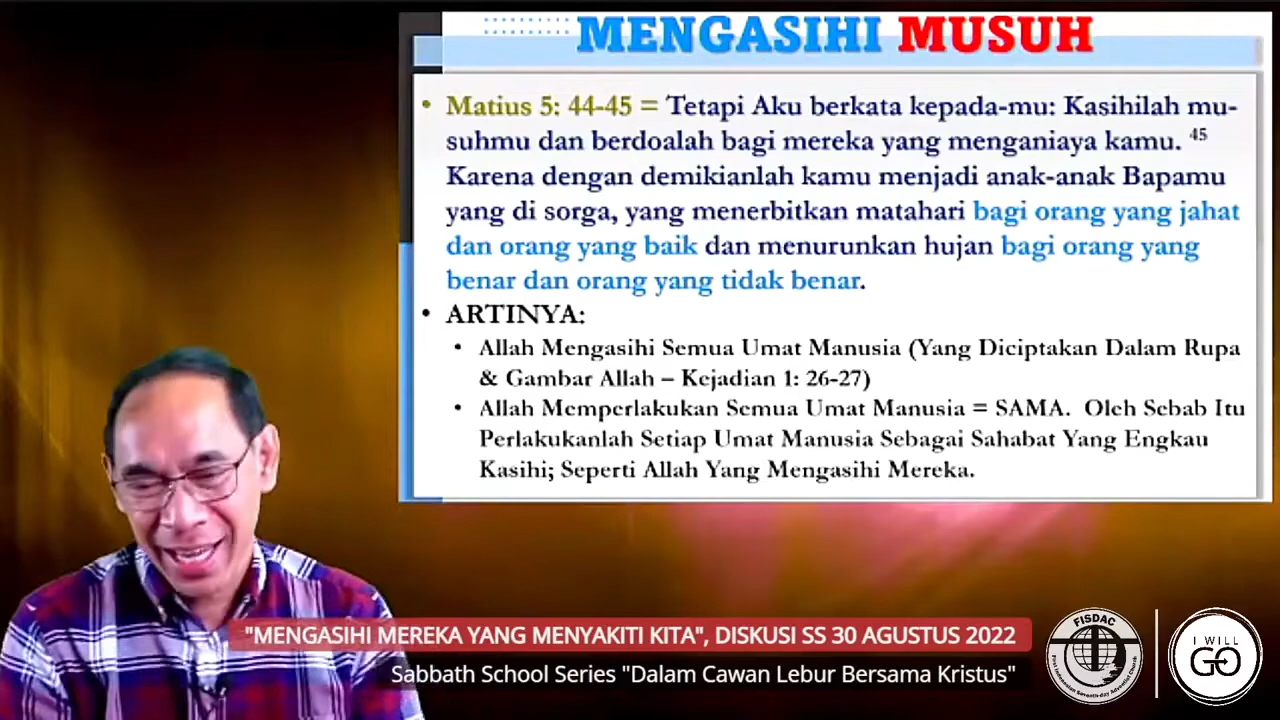 MENGASIHI MUSUH
• Matius 5: 44-45 = Tetapi Aku berkata kepada-mu: Kasihilah mu-
suhmu dan berdoalah bagi mereka yang menganiaya kamu. 45
Karena dengan demikianlah kamu menjadi anak-anak Bapamu
yang di sorga, yang menerbitkan matahari bagi orang yang jahat
dan orang yang baik dan menurunkan hujan bagi orang yang
benar dan orang yang tidak benar.
• ARTINYA:
• Allah Mengasihi Semua Umat Manusia (Yang Diciptakan Dalam Rupa
& Gambar Allah – Kejadian 1: 26-27)
• Allah Memperlakukan Semua Umat Manusia = SAMA. Oleh Sebab Itu
Perlakukanlah Setiap Umat Manusia Sebagai Sahabat Yang Engkau
Kasihi; Seperti Allah Yang Mengasihi Mereka.
"MENGASIHI MEREKA YANG MENYAKITI KITA", DISKUSI SS 30 AGUSTUS 2022
Sabbath School Series "Dalam Cawan Lebur Bersama Kristus"
FISDAC
First Indonesian Seventh-day Adventist Church
I WILL
GO